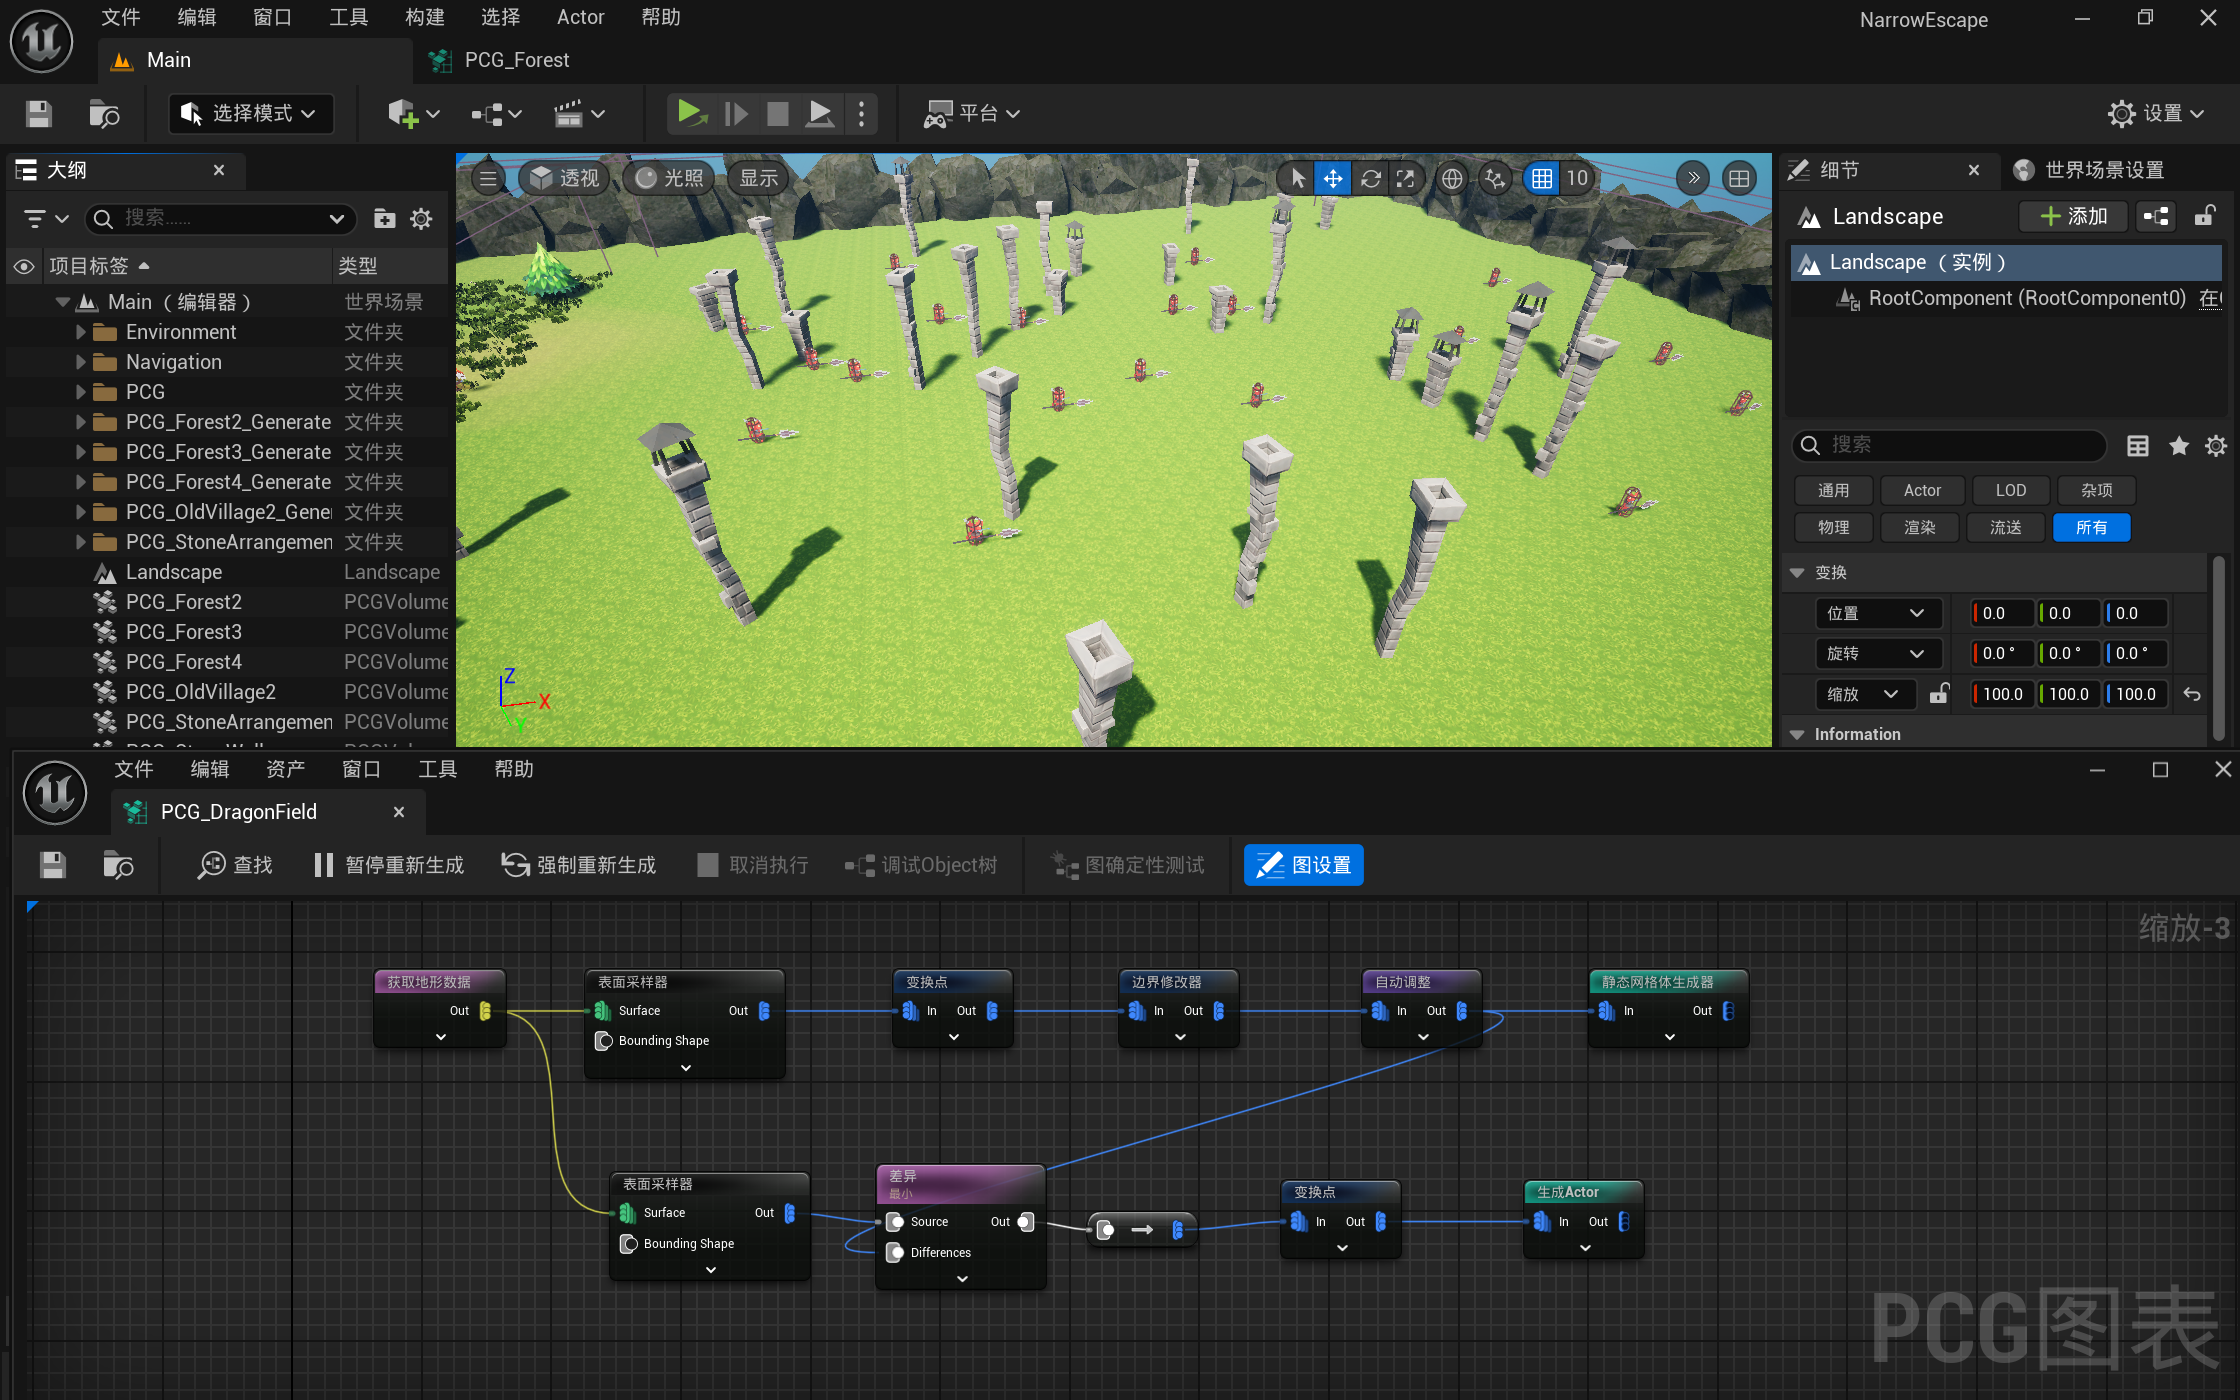 文件 编辑 窗口 工具 构建 选择 Actor 帮助
NarrowEscape
Main
PCG_Forest
选择模式
平台
设置
大纲
搜索......
项目标签 类型
Main（编辑器） 世界场景
Environment 文件夹
Navigation 文件夹
PCG 文件夹
PCG_Forest2_Generate 文件夹
PCG_Forest3_Generate 文件夹
PCG_Forest4_Generate 文件夹
PCG_OldVillage2_Gene 文件夹
PCG_StoneArrangemen 文件夹
Landscape Landscape
PCG_Forest2 PCGVolume
PCG_Forest3 PCGVolume
PCG_Forest4 PCGVolume
PCG_OldVillage2 PCGVolume
PCG_StoneArrangemen PCGVolume
透视 光照 显示
10
Z
X
Y
细节
世界场景设置
Landscape
添加
Landscape（实例）
RootComponent (RootComponent0) 在
搜索
通用 Actor LOD 杂项
物理 渲染 流送 所有
变换
位置 0.0 0.0 0.0
旋转 0.0 ° 0.0 ° 0.0 °
缩放 100.0 100.0 100.0
Information
文件 编辑 资产 窗口 工具 帮助
PCG_DragonField
查找 暂停重新生成 强制重新生成 取消执行 调试Object树 图确定性测试 图设置
缩放-3
获取地形数据
Out
表面采样器
Surface Out
Bounding Shape
变换点
In Out
边界修改器
In Out
自动调整
In Out
静态网格体生成器
In Out
表面采样器
Surface Out
Bounding Shape
差异
最小
Source Out
Differences
变换点
In Out
生成Actor
In Out
PCG图表